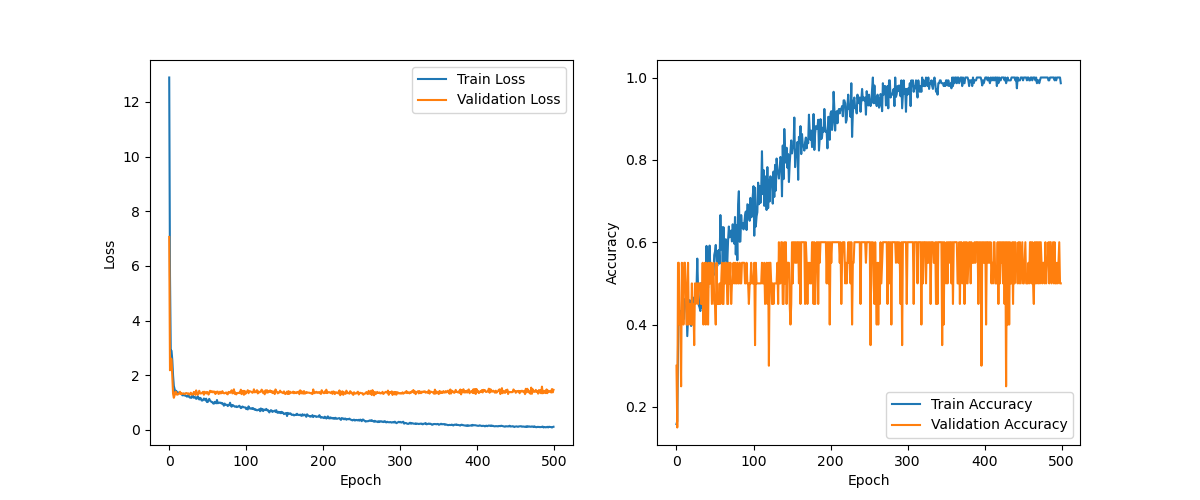 Train Loss
Validation Loss
12
10
8
6
4
2
0
Loss
0 100 200 300 400 500
Epoch
1.0
0.8
0.6
0.4
0.2
Accuracy
Train Accuracy
Validation Accuracy
0 100 200 300 400 500
Epoch